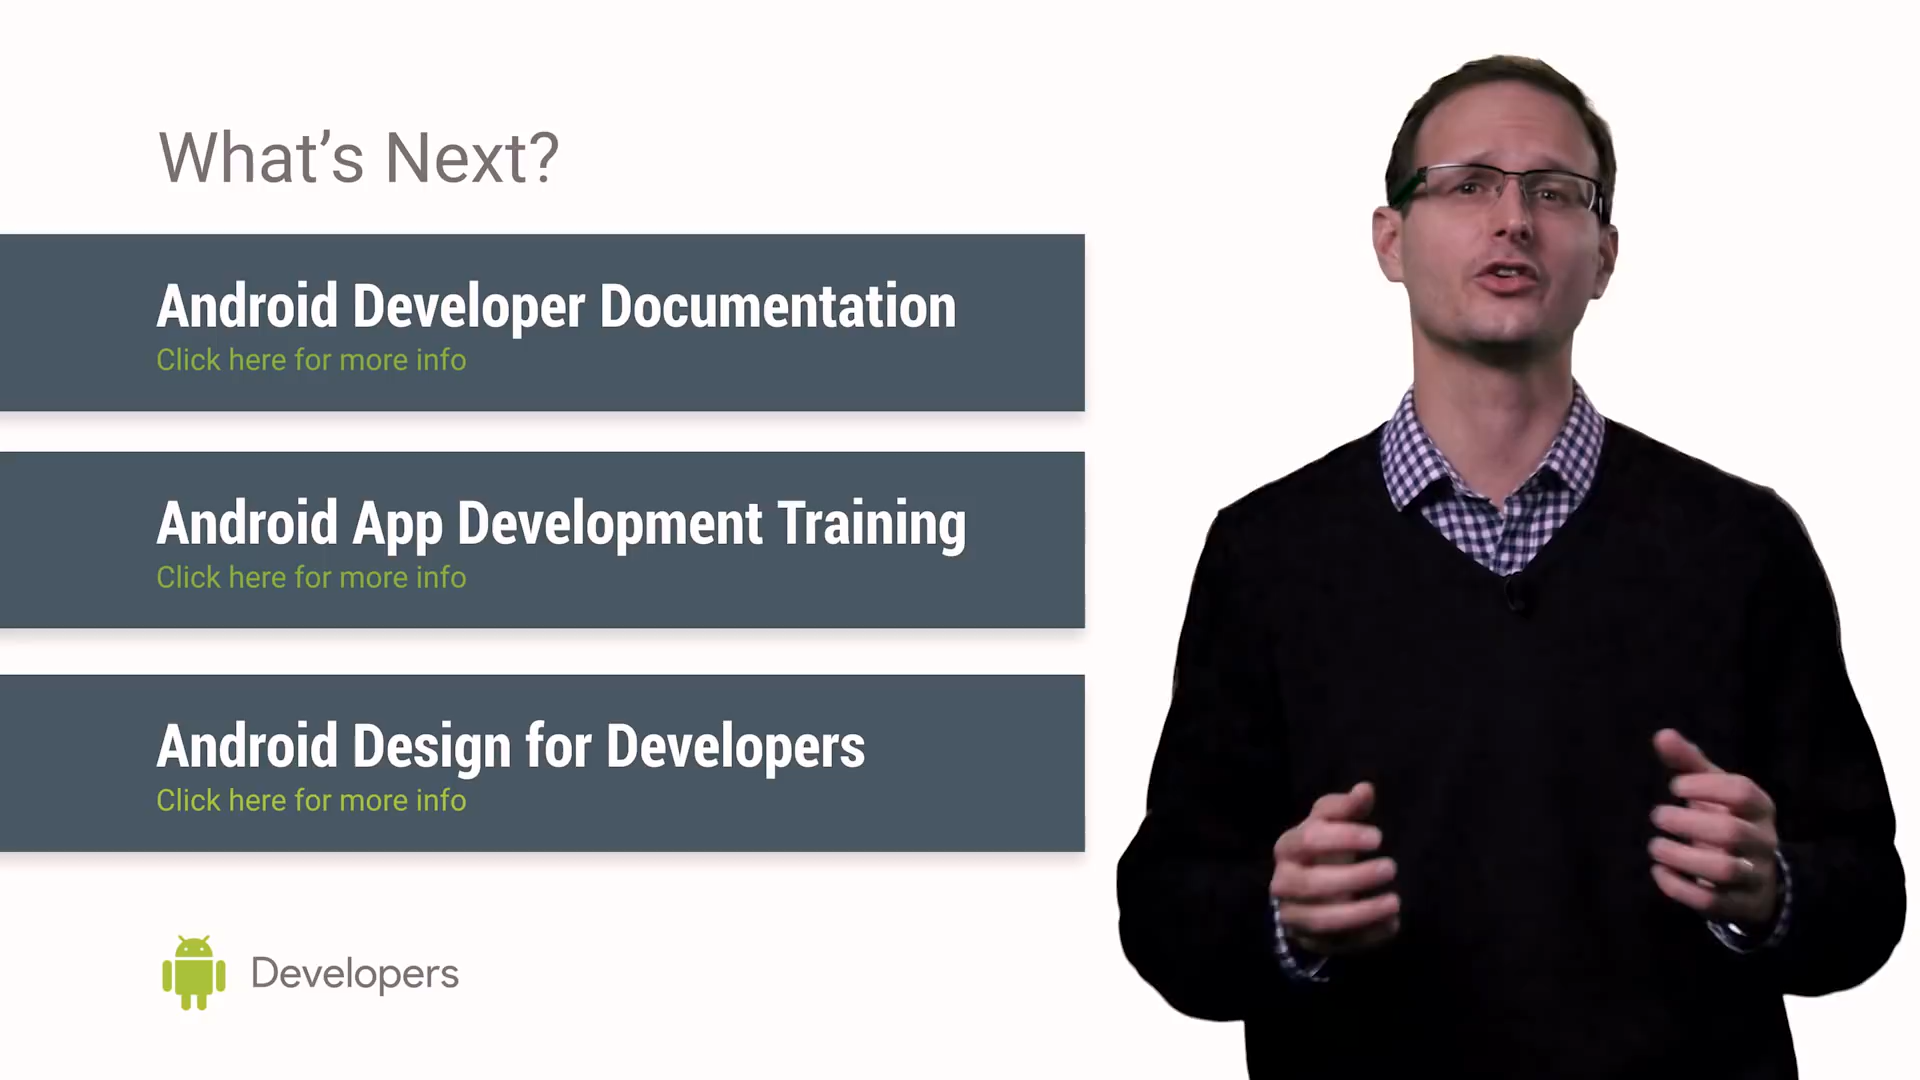 What’s Next?
Android Developer Documentation
Click here for more info
Android App Development Training
Click here for more info
Android Design for Developers
Click here for more info
Developers